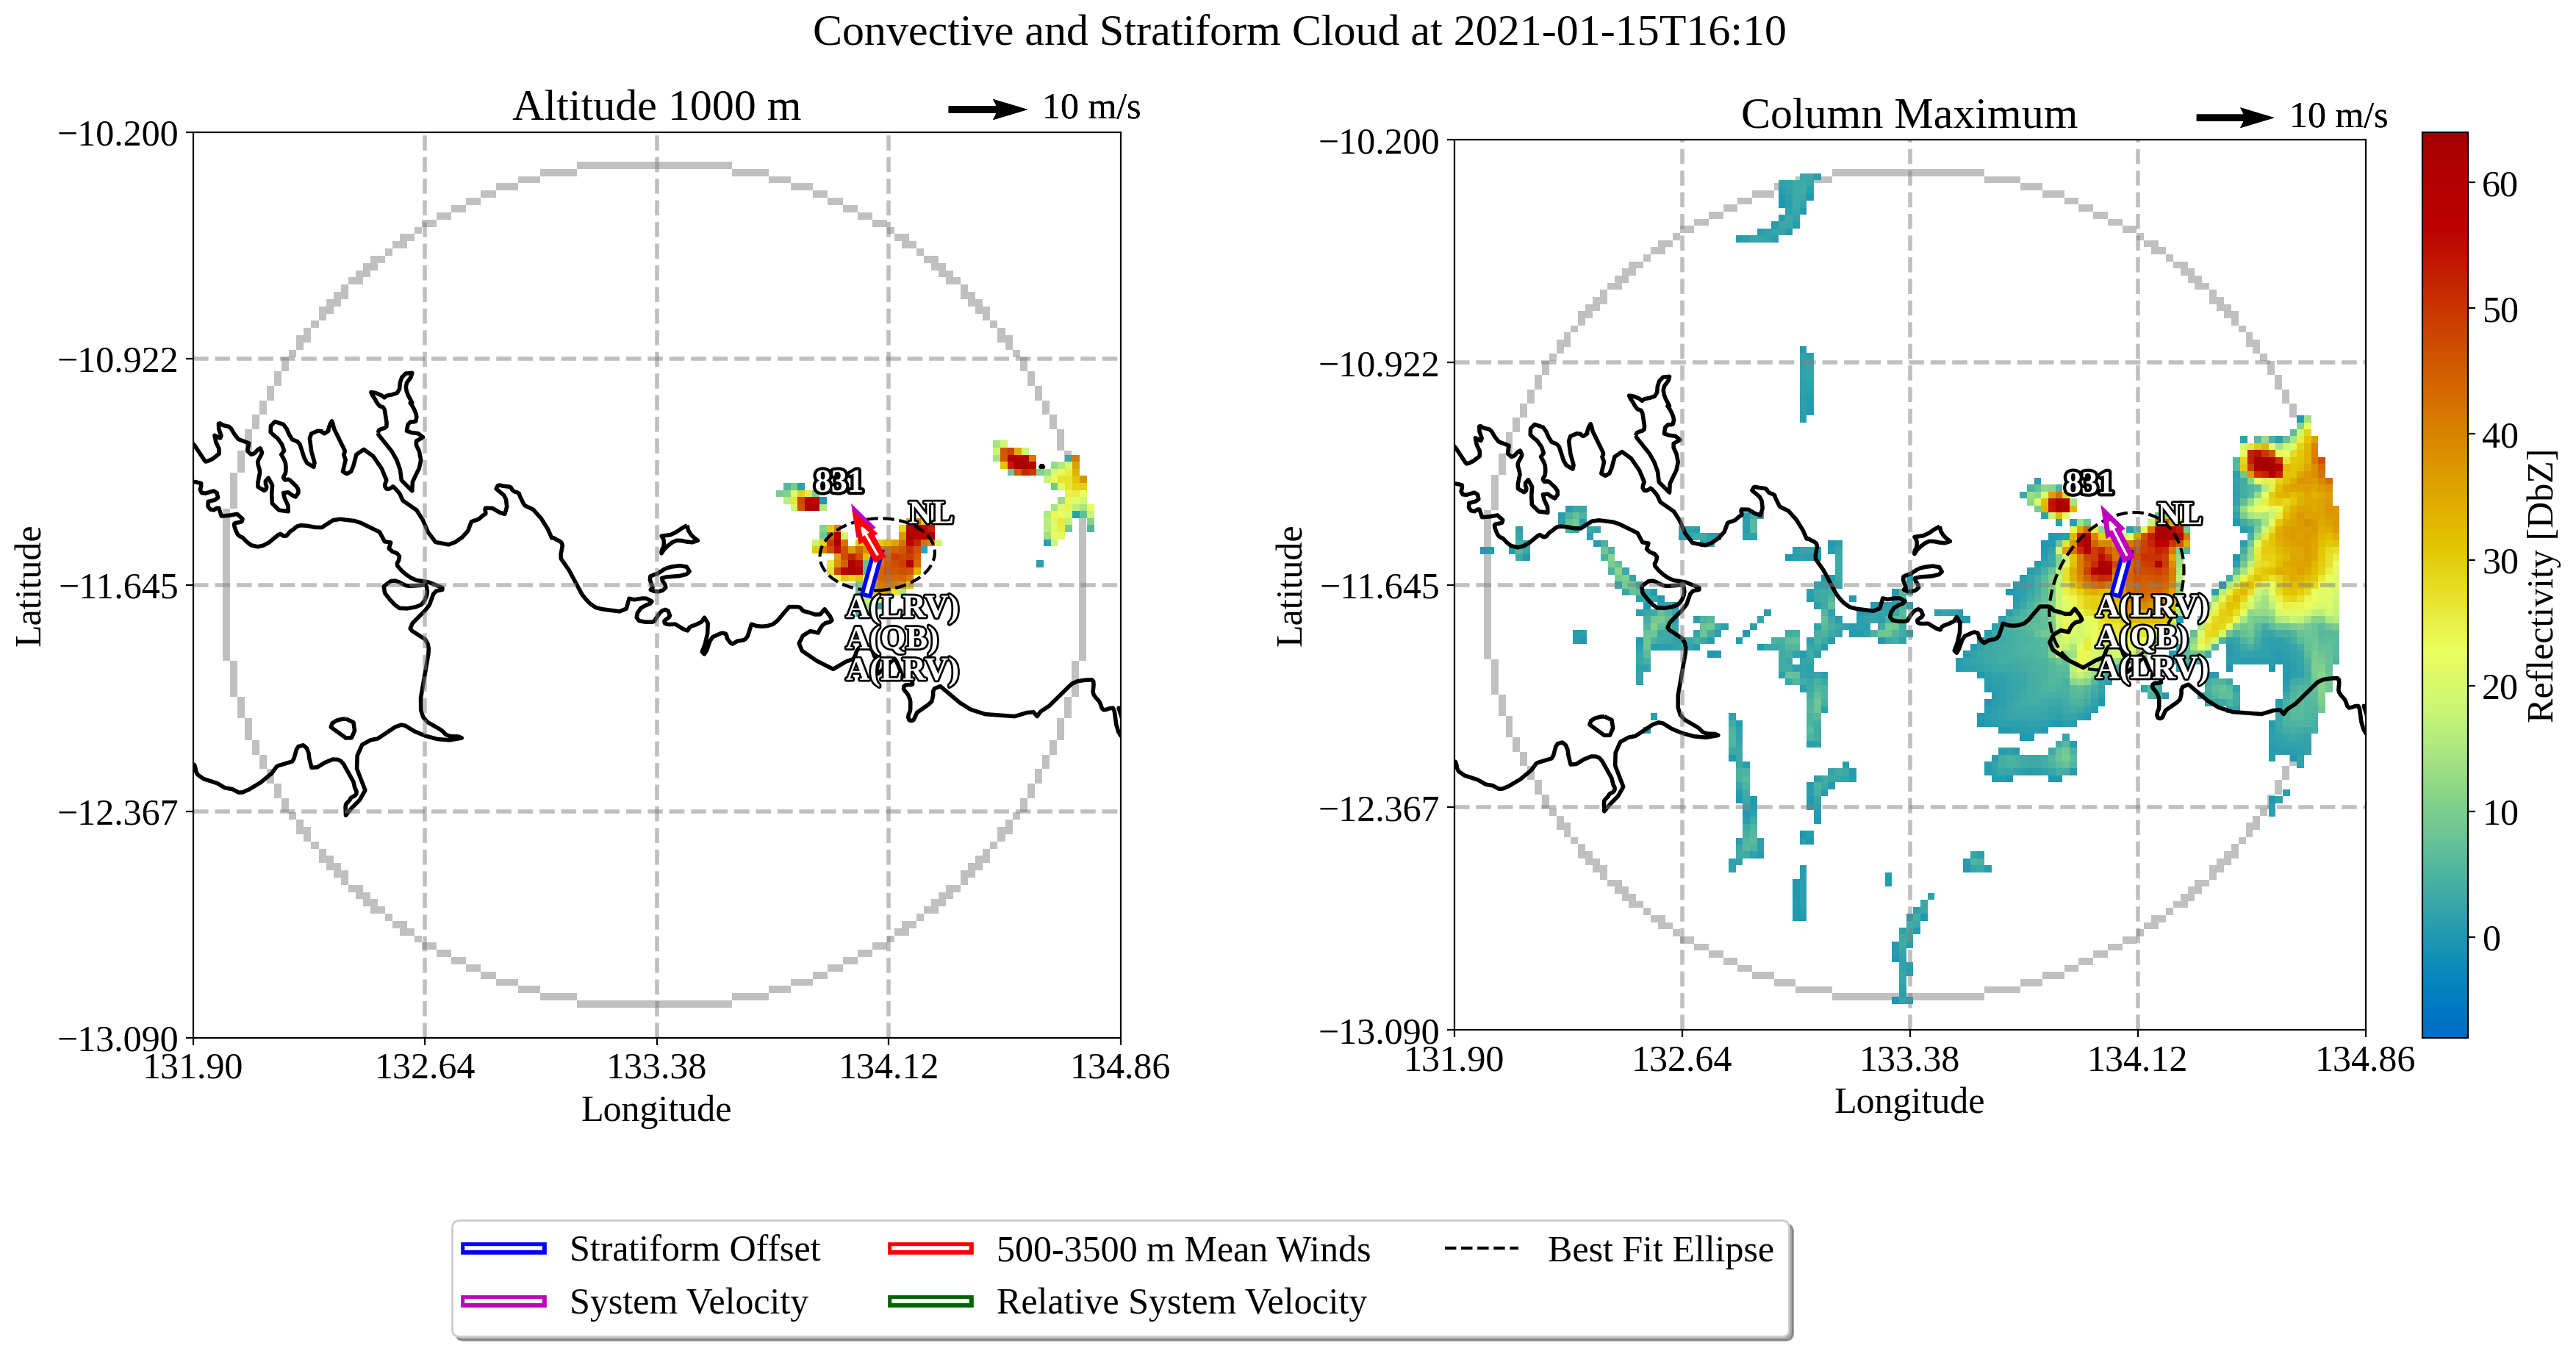 Convective and Stratiform Cloud at 2021-01-15T16:10
Altitude 1000 m
10 m/s
−10.200
−10.922
−11.645
−12.367
−13.090
Latitude
831
NL
A(LRV)
A(QB)
A(LRV)
131.90
132.64
133.38
134.12
134.86
Longitude
Column Maximum
10 m/s
−10.200
−10.922
−11.645
−12.367
−13.090
Latitude
831
NL
A(LRV)
A(QB)
A(LRV)
131.90
132.64
133.38
134.12
134.86
Longitude
60
50
40
30
20
10
0
Reflectivity [DbZ]
Stratiform Offset
500-3500 m Mean Winds
Best Fit Ellipse
System Velocity
Relative System Velocity